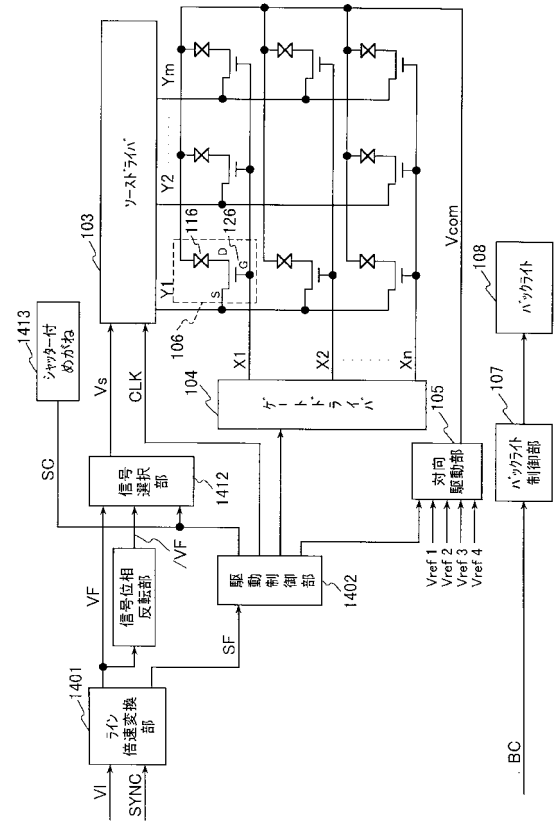 1413
シャッター付
めがね
SC
103
ソースドライバ
Vs
CLK
Y1
Y2
Ym
116
126
106
S
D
G
X1
X2
Xn
104
ゲートドライバ
105
対向
駆動部
Vcom
Vref 1
Vref 2
Vref 3
Vref 4
1401
ライン
倍速変換
部
VI
SYNC
VF
/VF
信号位相
反転部
信号
選択
部
1412
SF
駆動制御部
1402
107
バックライト
制御部
108
バックライト
BC